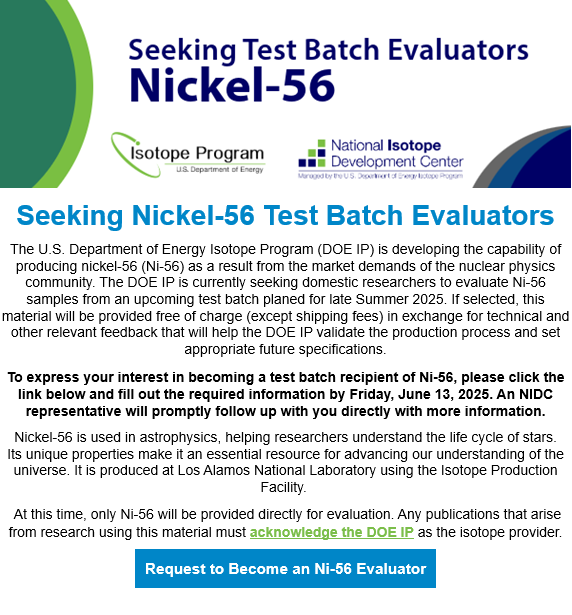 Seeking Test Batch Evaluators
Nickel-56
Isotope Program
U.S. Department of Energy
National Isotope
Development Center
Managed by the U.S. Department of Energy Isotope Program
Seeking Nickel-56 Test Batch Evaluators
The U.S. Department of Energy Isotope Program (DOE IP) is developing the capability of
producing nickel-56 (Ni-56) as a result from the market demands of the nuclear physics
community. The DOE IP is currently seeking domestic researchers to evaluate Ni-56
samples from an upcoming test batch planed for late Summer 2025. If selected, this
material will be provided free of charge (except shipping fees) in exchange for technical and
other relevant feedback that will help the DOE IP validate the production process and set
appropriate future specifications.
To express your interest in becoming a test batch recipient of Ni-56, please click the
link below and fill out the required information by Friday, June 13, 2025. An NIDC
representative will promptly follow up with you directly with more information.
Nickel-56 is used in astrophysics, helping researchers understand the life cycle of stars.
Its unique properties make it an essential resource for advancing our understanding of the
universe. It is produced at Los Alamos National Laboratory using the Isotope Production
Facility.
At this time, only Ni-56 will be provided directly for evaluation. Any publications that arise
from research using this material must acknowledge the DOE IP as the isotope provider.
Request to Become an Ni-56 Evaluator